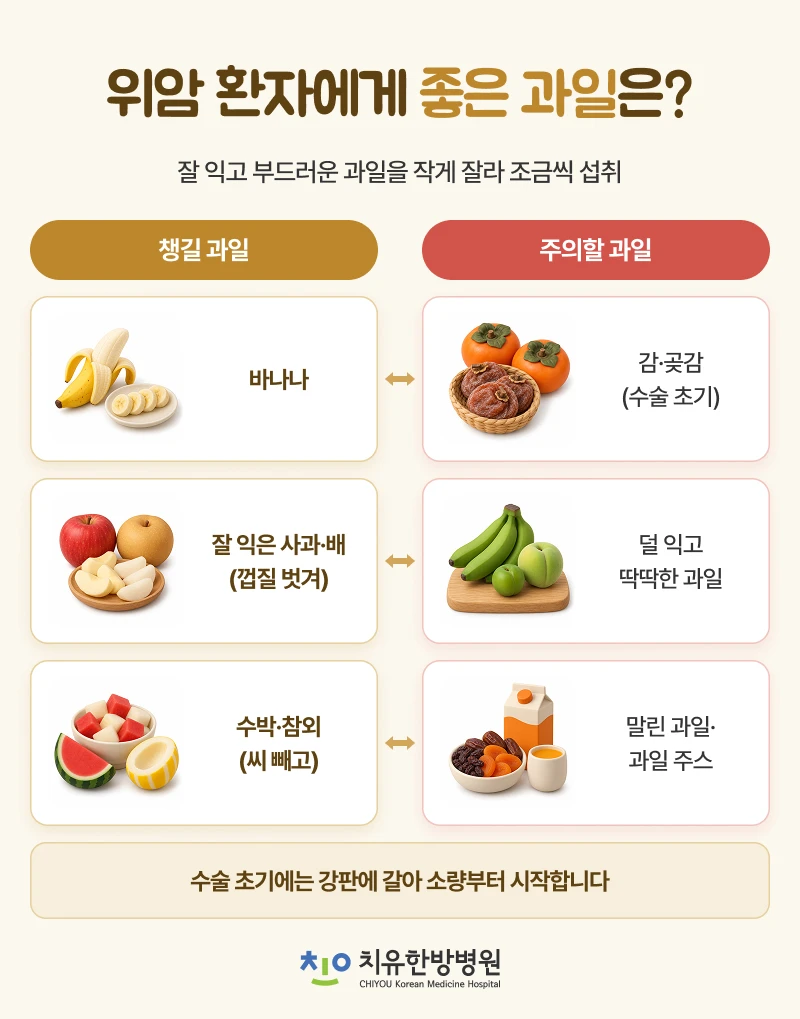 위암 환자에게 좋은 과일은?
잘 익고 부드러운 과일을 작게 잘라 조금씩 섭취
챙길 과일
주의할 과일
바나나
감·곶감
(수술 초기)
잘 익은 사과·배
(껍질 벗겨)
덜 익고
딱딱한 과일
수박·참외
(씨 빼고)
말린 과일·
과일 주스
수술 초기에는 강판에 갈아 소량부터 시작합니다
치유한방병원
CHIYOU Korean Medicine Hospital